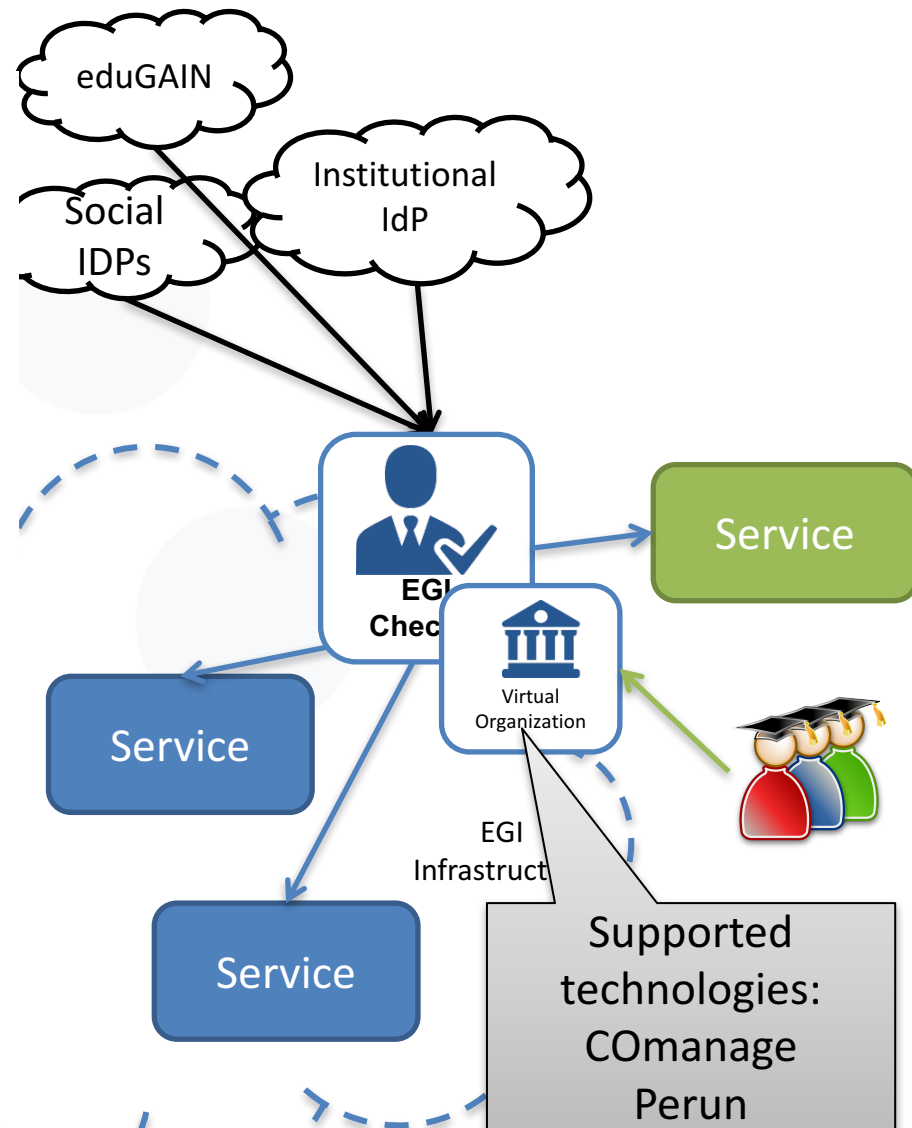 eduGAIN
Institutional
IdP
Social
IDPs
EGI
Service
Virtual
Organization
Service
EGI
Service
Supported
technologies:
COmanage
Perun